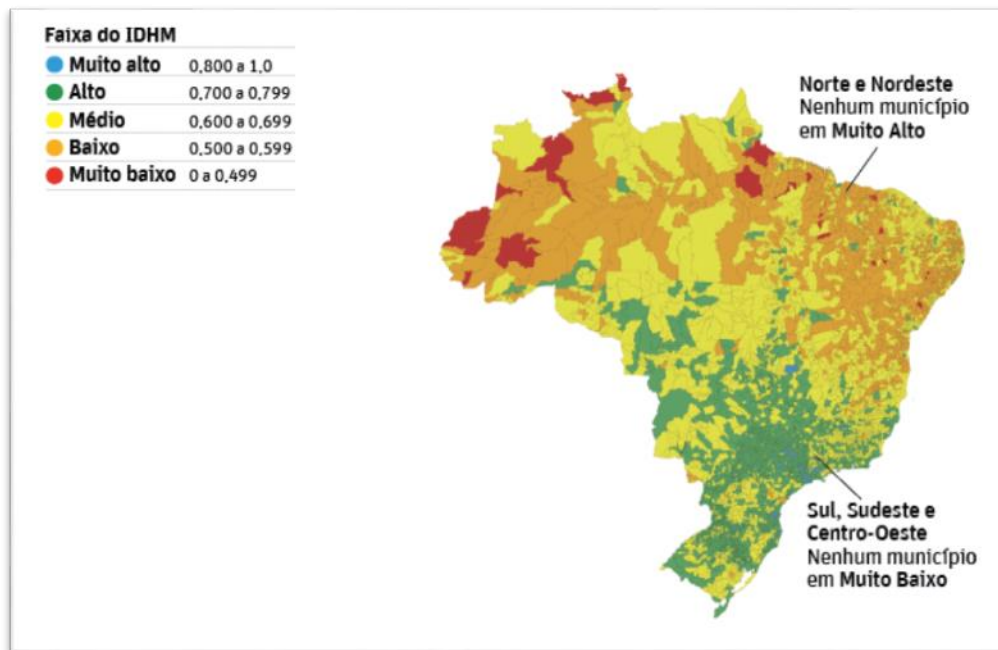 Faixa do IDHM
Muito alto 0,800 a 1,0
Alto 0,700 a 0,799
Médio 0,600 a 0,699
Baixo 0,500 a 0,599
Muito baixo 0 a 0,499
Norte e Nordeste
Nenhum município
em Muito Alto
Sul, Sudeste e
Centro-Oeste
Nenhum município
em Muito Baixo